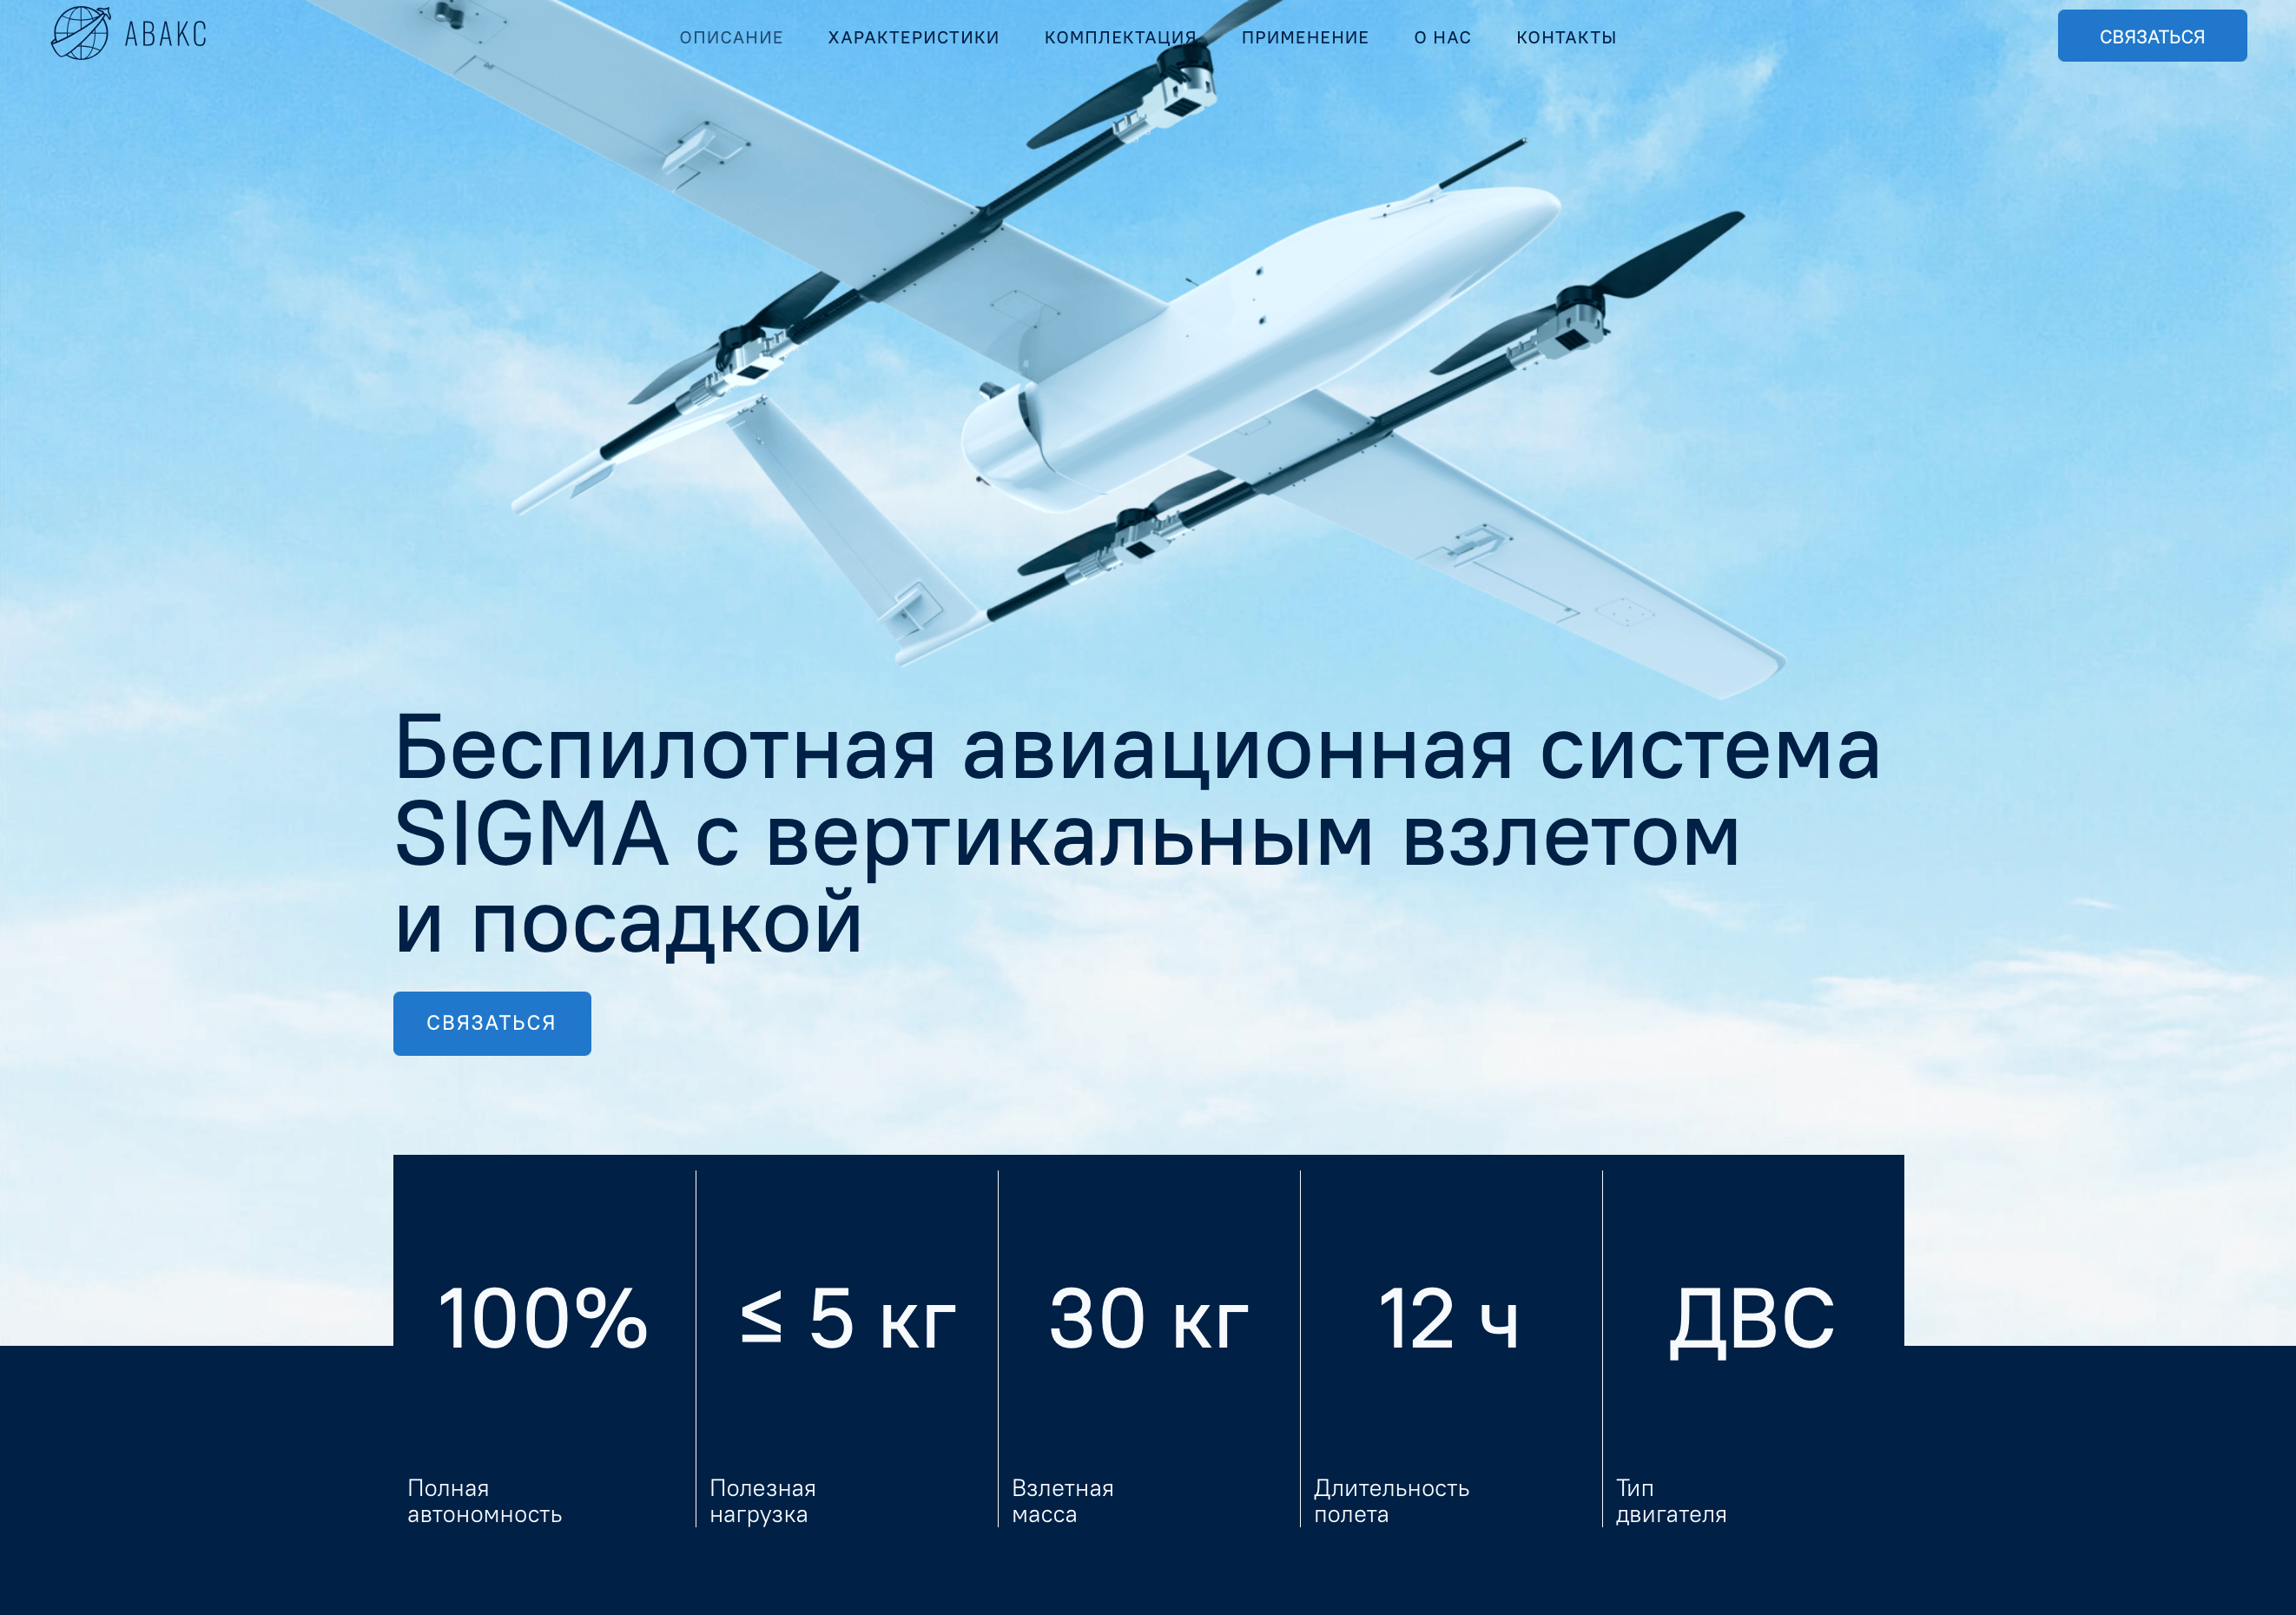 АВАКС
ОПИСАНИЕ ХАРАКТЕРИСТИКИ КОМПЛЕКТАЦИЯ ПРИМЕНЕНИЕ О НАС КОНТАКТЫ
СВЯЗАТЬСЯ
Беспилотная авиационная система
SIGMA с вертикальным взлетом
и посадкой
СВЯЗАТЬСЯ
100%
Полная
автономность
≤ 5 кг
Полезная
нагрузка
30 кг
Взлетная
масса
12 ч
Длительность
полета
ДВС
Тип
двигателя